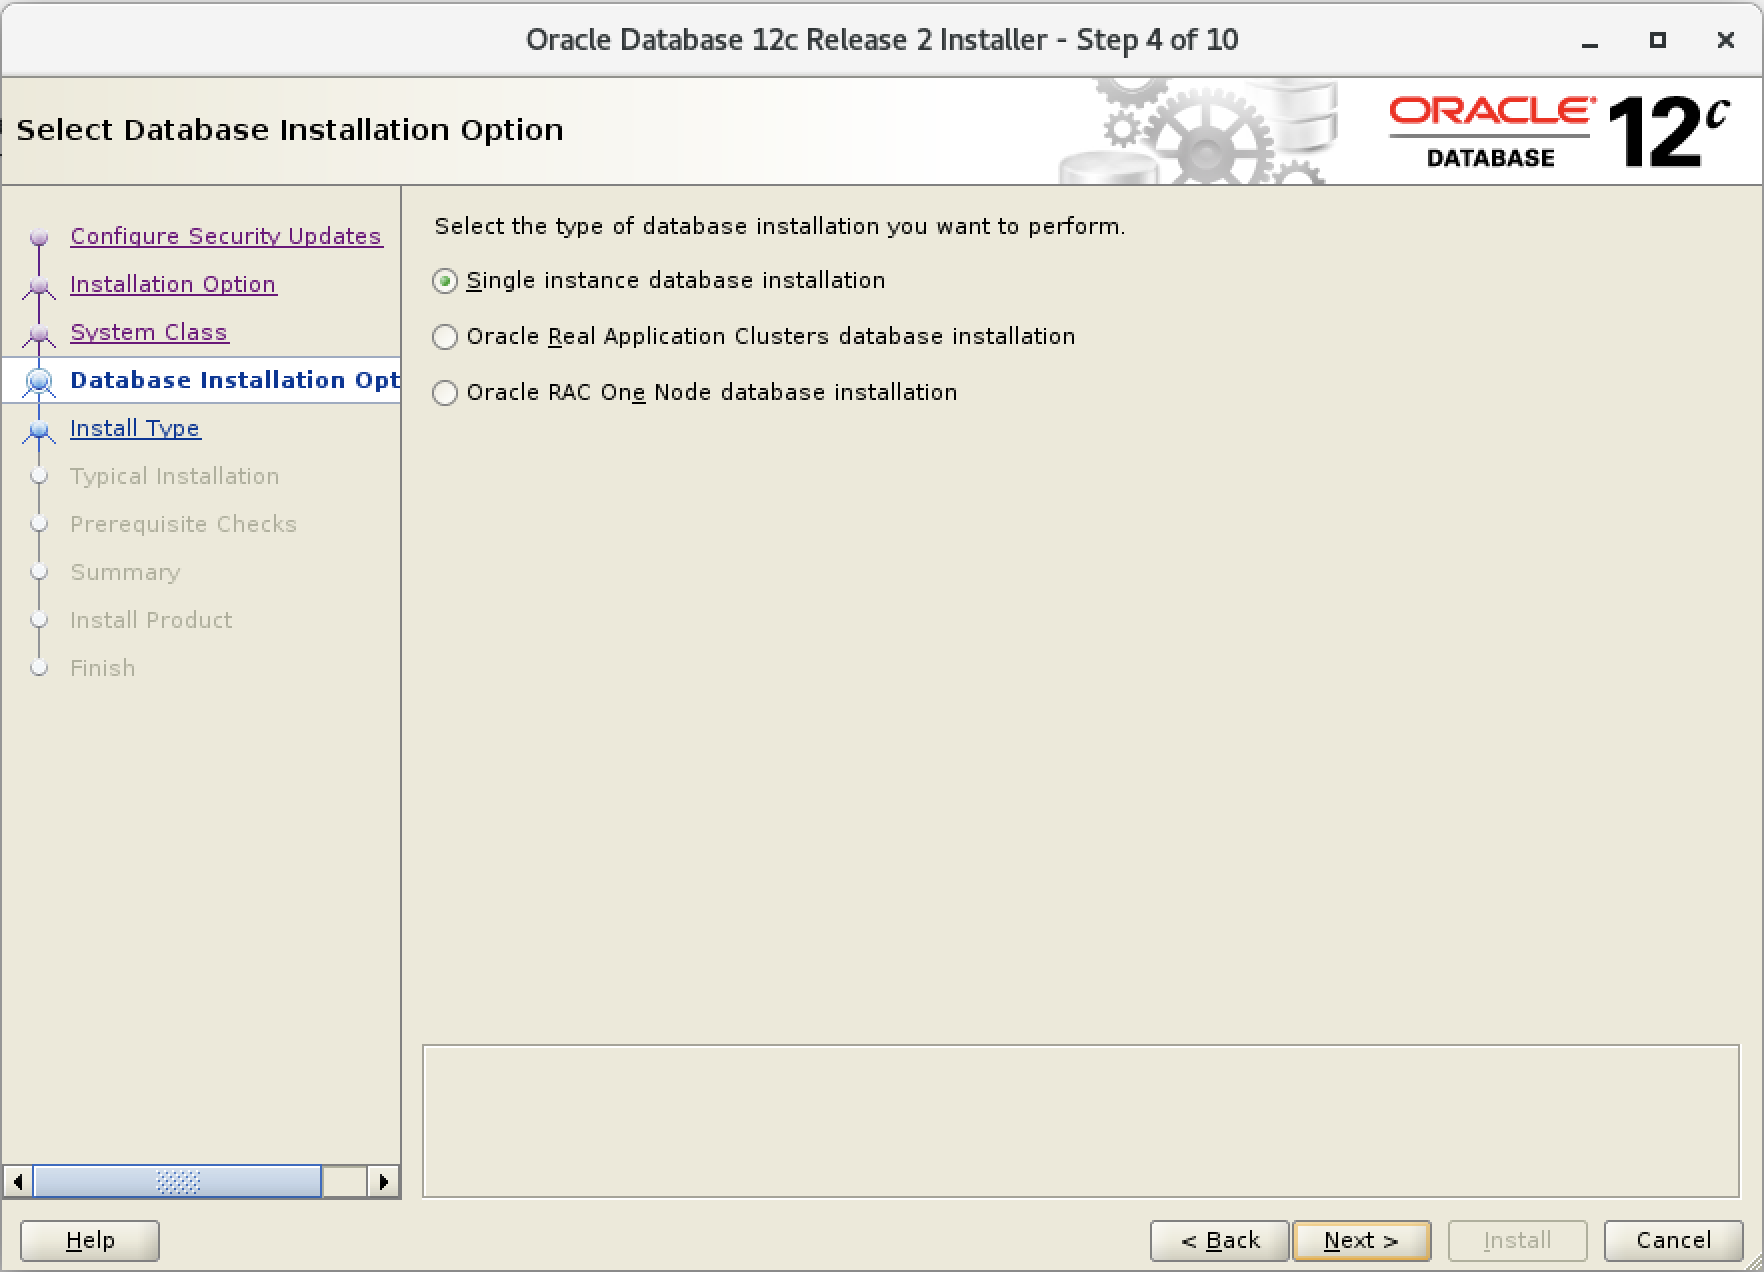 Oracle Database 12c Release 2 Installer - Step 4 of 10
Select Database Installation Option
ORACLE
DATABASE
12c
Configure Security Updates
Installation Option
System Class
Database Installation Opt
Install Type
Typical Installation
Prerequisite Checks
Summary
Install Product
Finish
Select the type of database installation you want to perform.
Single instance database installation
Oracle Real Application Clusters database installation
Oracle RAC One Node database installation
Help
< Back
Next >
Install
Cancel